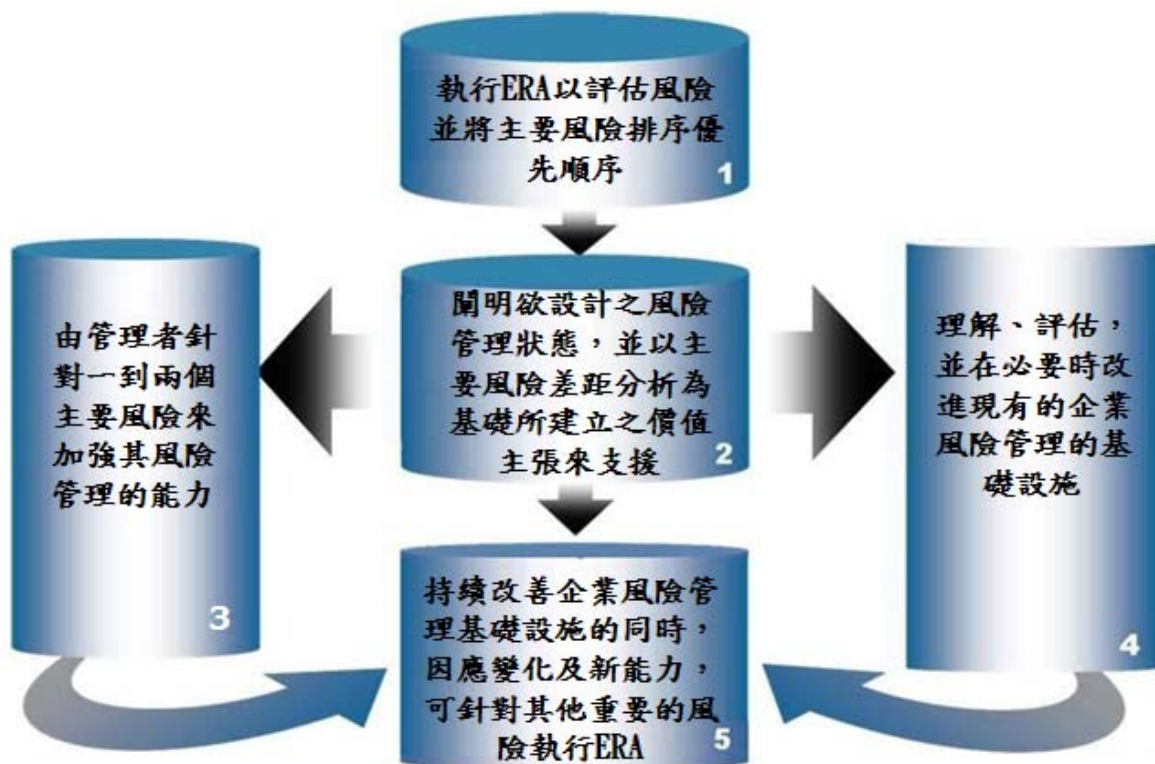 執行ERA以評估風險
並將主要風險排序優
先順序
1
闡明欲設計之風險
管理狀態，並以主
要風險差距分析為
基礎所建立之價值
主張來支援
2
由管理者針
對一到兩個
主要風險來
加強其風險
管理的能力
3
理解、評估，
並在必要時改
進現有的企業
風險管理的基
礎設施
4
持續改善企業風險管
理基礎設施的同時，
因應變化及新能力，
可針對其他重要的風
險執行ERA
5